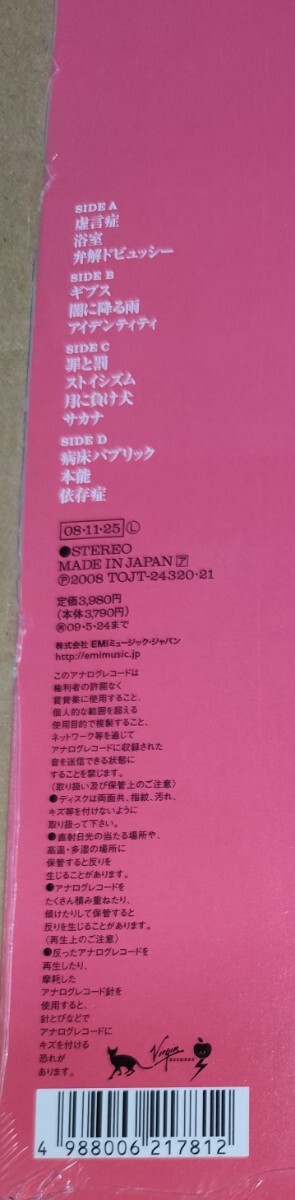 SIDE A
虚言症
浴室
弁解ドビュッシー
SIDE B
ギブス
闇に降る雨
アイデンティティ
SIDE C
罪と罰
ストイシズム
月に負け犬
サカナ
SIDE D
病床パブリック
本能
依存症
08・11・25 Ⓛ
●STEREO
MADE IN JAPAN ア
Ⓟ2008 TOJT-24320・21
定価3,980円
(本体3,790円)
㋿09・5・24まで
株式会社 EMIミュージック・ジャパン
http://emimusic.jp
このアナログレコードは
権利者の許諾なく
賃貸業に使用すること、
個人的な範囲を超える
使用目的で複製すること、
ネットワーク等を通じて
アナログレコードに収録された
音を送信できる状態に
することを禁じます。
〈取り扱い及び保管上のご注意〉
●ディスクは両面共、指紋、汚れ、
キズ等を付けないように
取り扱って下さい。
●直射日光の当たる場所や、
高温・多湿の場所に
保管すると反りを
生じることがあります。
●アナログレコードを
たくさん積み重ねたり、
傾けたりして保管すると
反りを生じることがあります。
〈再生上のご注意〉
●反ったアナログレコードを
再生したり、
摩耗した
アナログレコード針を
使用すると、
針とびなどで
アナログレコードに
キズを付ける
恐れが
あります。
Virgin
RECORDS
4 988006 217812